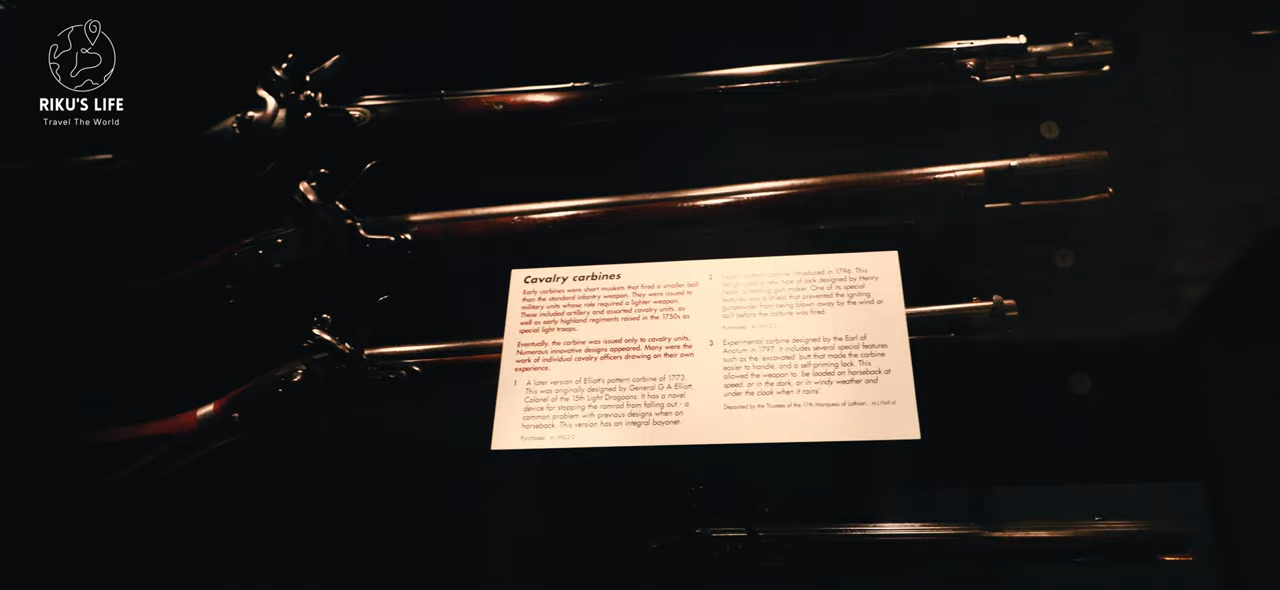 RIKU'S LIFE
Travel The World
Cavalry carbines
Early carbines were short muskets that fired a smaller ball
than the standard infantry weapon. They were issued to
military units whose role required a lighter weapon.
These included artillery and assorted cavalry units, as
well as early highland regiments raised in the 1750s as
special light troops.
Eventually, the carbine was issued only to cavalry units.
Numerous innovative designs appeared. Many were the
work of individual cavalry officers drawing on their own
experience.
1 A later version of Elliott's pattern carbine of 1773.
This was originally designed by General G A Elliott,
Colonel of the 15th Light Dragoons. It has a novel
device for stopping the ramrod from falling out - a
common problem with previous designs when on
horseback. This version has an integral bayonet.
Purchased
2 introduced in 1796. This
new type of lock designed by Henry
leading gun maker. One of its special
features was a shield that prevented the igniting
gunpowder from being blown away by the wind or
spilt before the carbine was fired.
Purchased
3 Experimental carbine designed by the Earl of
Ancrum in 1797. It includes several special features
such as the 'excavated' butt that made the carbine
easier to handle, and a self-priming lock. This
allowed the weapon to 'be loaded on horseback at
speed, or in the dark, or in windy weather and
under the cloak when it rains'.
Deposited by the Trustees of the 11th Marquess of Lothian